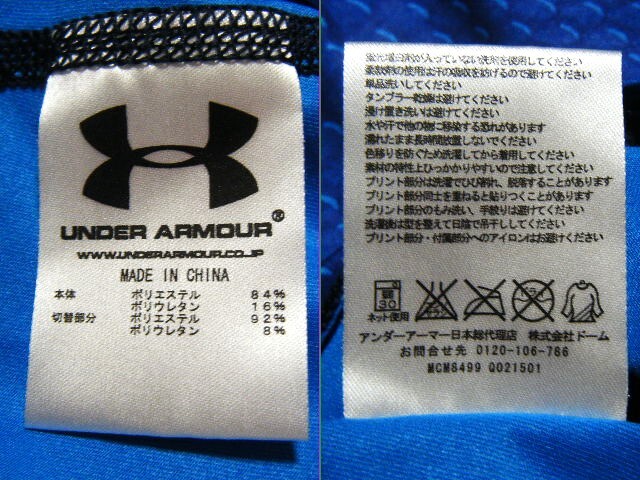 UNDER ARMOUR®
WWW.UNDERARMOUR.CO.JP
MADE IN CHINA
本体 ポリエステル 84%
ポリウレタン 16%
切替部分 ポリエステル 92%
ポリウレタン 8%
蛍光増白剤が入っていない洗剤を使用してください
柔軟剤の使用は汗の吸収を妨げるので避けてください
単品洗いしてください
タンブラー乾燥は避けてください
浸け置き洗いは避けてください
水や汗で他の物に移染する恐れがあります
濡れたまま長時間放置しないでください
色移りを防ぐため洗濯してから着用してください
素材の特性上ひっかかりやすいので注意してください
プリント部分は洗濯でひび割れ、脱落することがあります
プリント部分同士を重ねると貼りつくことがあります
プリント部分のもみ洗い、手絞りは避けてください
洗濯後は型を整えて日陰で吊干ししてください
プリント部分・付属部分へのアイロンはお避けください
30
ネット使用
アンダーアーマー日本総代理店 株式会社ドーム
お問合せ先 0120-106-786
MCM8499 Q021501